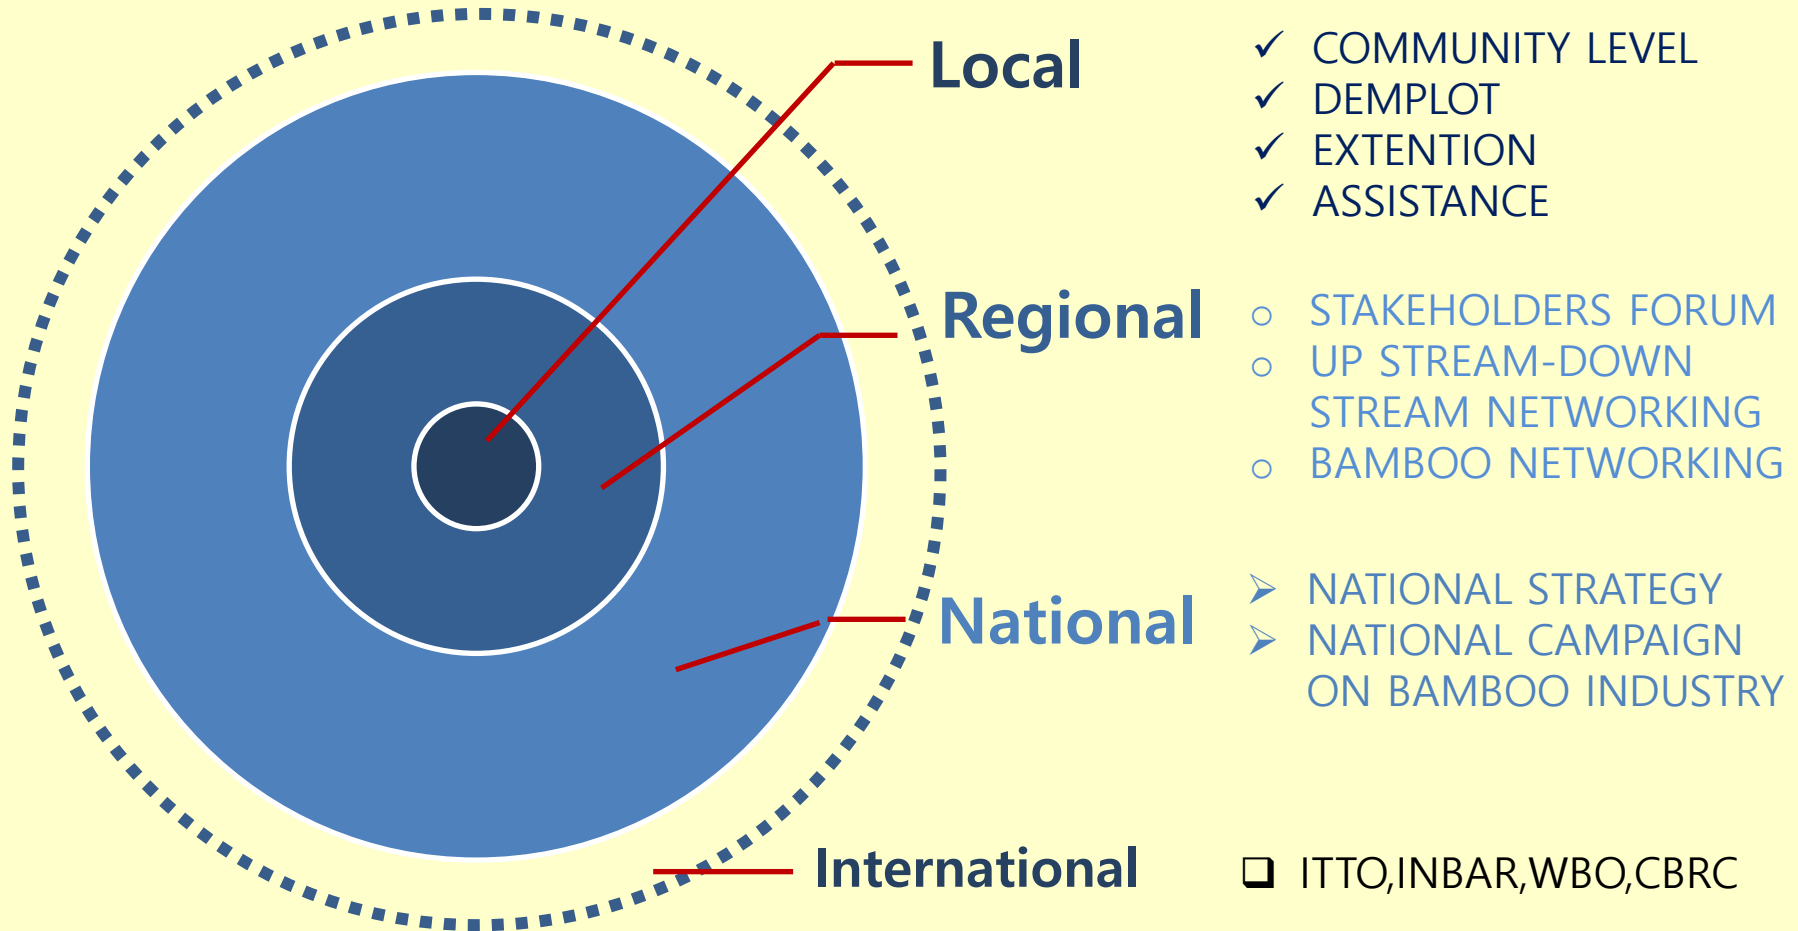 Local
✓ COMMUNITY LEVEL
✓ DEMPLOT
✓ EXTENTION
✓ ASSISTANCE
Regional
o STAKEHOLDERS FORUM
o UP STREAM-DOWN
STREAM NETWORKING
o BAMBOO NETWORKING
National
➢ NATIONAL STRATEGY
➢ NATIONAL CAMPAIGN
ON BAMBOO INDUSTRY
International
❑ ITTO,INBAR,WBO,CBRC